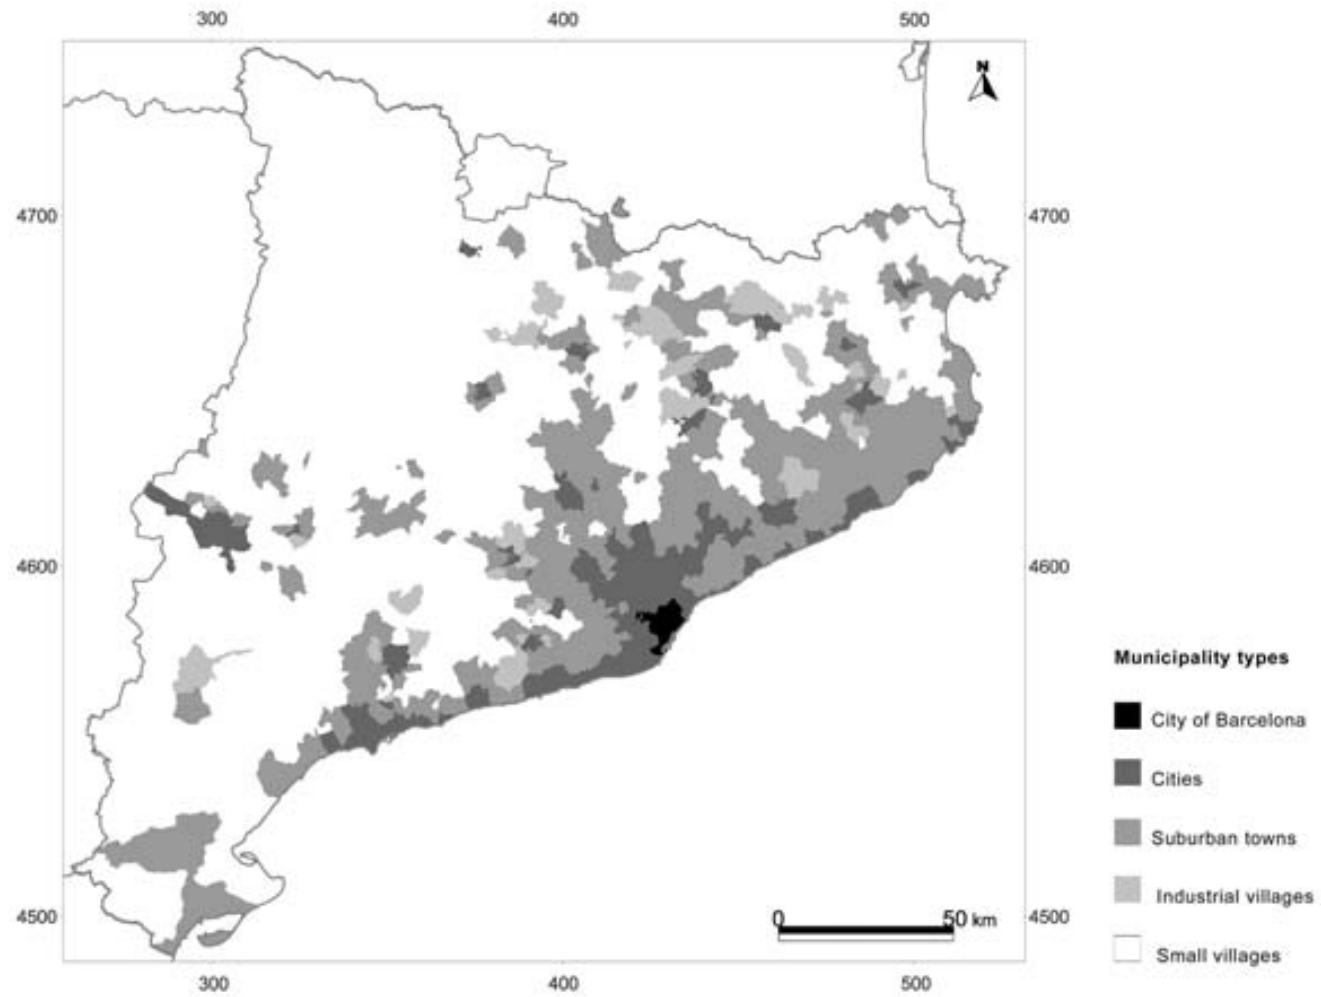 300 400 500
N
4700 4700
4600 4600
Municipality types
City of Barcelona
Cities
Suburban towns
Industrial villages
Small villages
4500 0 50 km 4500
300 400 500